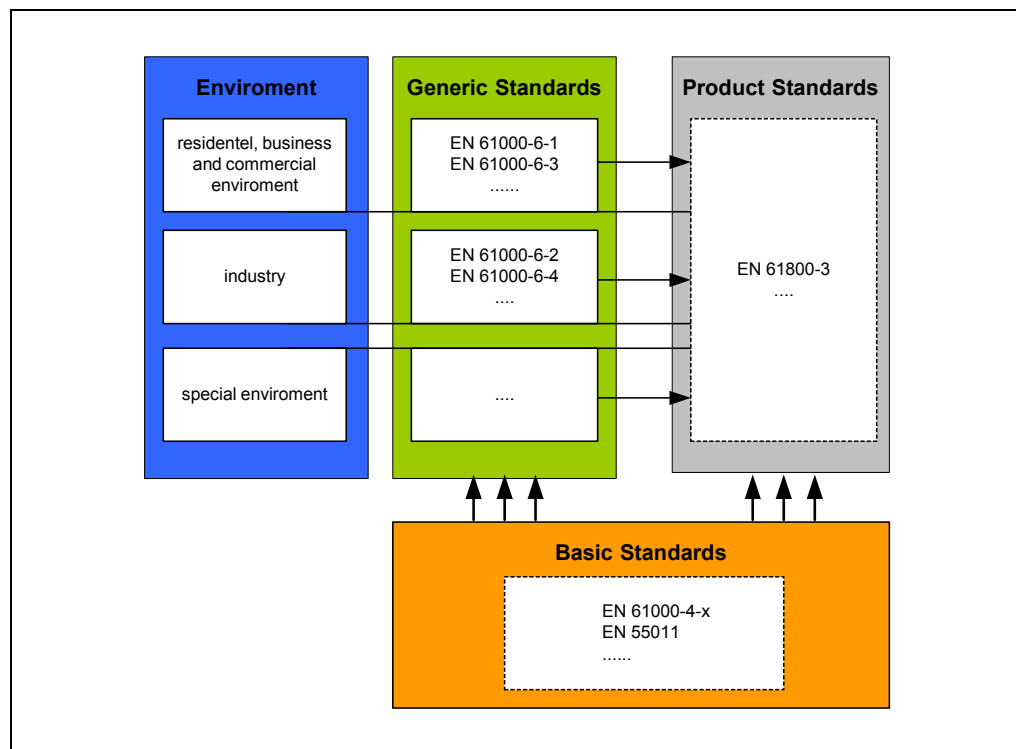 Enviroment
residentel, business
and commercial
enviroment
industry
special enviroment
Generic Standards
EN 61000-6-1
EN 61000-6-3
......
EN 61000-6-2
EN 61000-6-4
....
....
Product Standards
EN 61800-3
....
Basic Standards
EN 61000-4-x
EN 55011
......